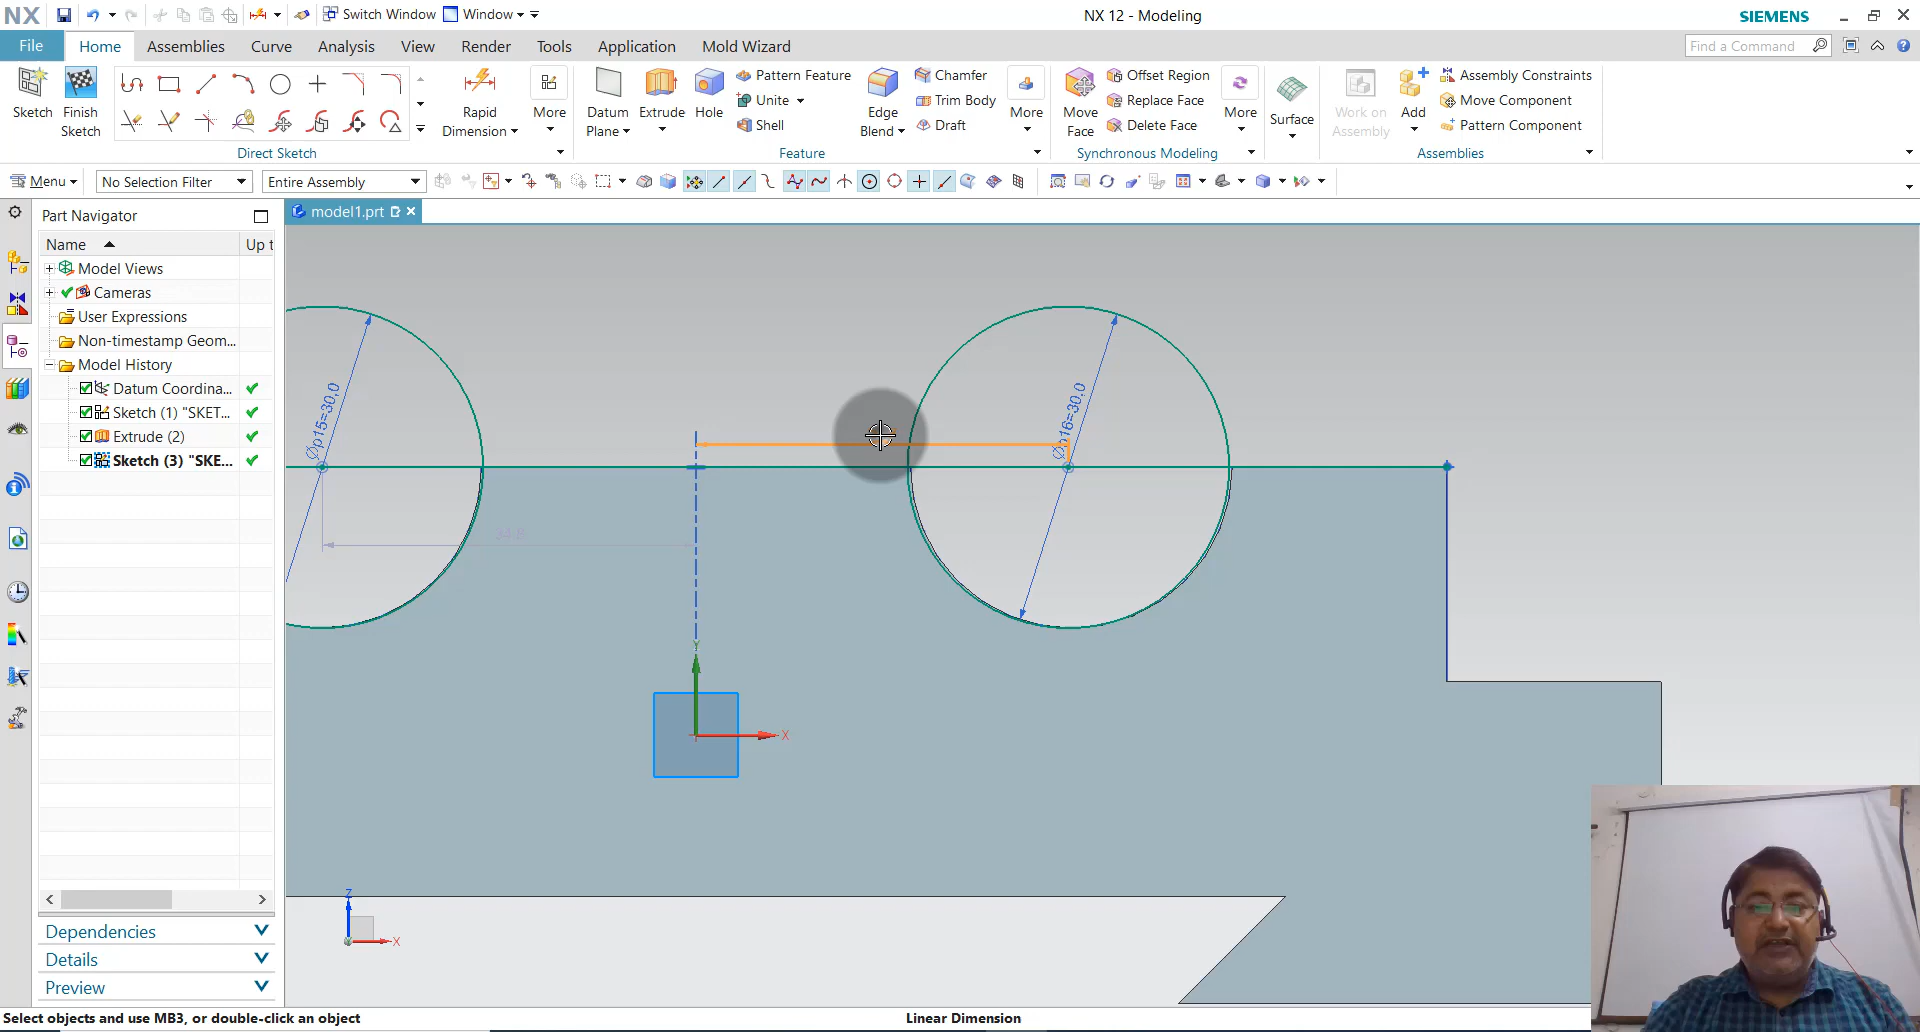 NX
Switch Window
Window
NX 12 - Modeling
SIEMENS
File
Home
Assemblies
Curve
Analysis
View
Render
Tools
Application
Mold Wizard
Find a Command
Sketch
Finish
Sketch
Rapid
Dimension
More
Datum
Plane
Extrude
Hole
Pattern Feature
Unite
Shell
Edge
Blend
Chamfer
Trim Body
Draft
More
Move
Face
Offset Region
Replace Face
Delete Face
More
Surface
Work on
Assembly
Add
Assembly Constraints
Move Component
Pattern Component
Direct Sketch
Feature
Synchronous Modeling
Assemblies
Menu
No Selection Filter
Entire Assembly
Part Navigator
model1.prt
Name
Up t
Model Views
Cameras
User Expressions
Non-timestamp Geom...
Model History
Datum Coordina...
Sketch (1) "SKET...
Extrude (2)
Sketch (3) "SKE...
Øp15=30,0
Øp16=30,0
34,8
Y
X
Z
X
Dependencies
Details
Preview
Select objects and use MB3, or double-click an object
Linear Dimension